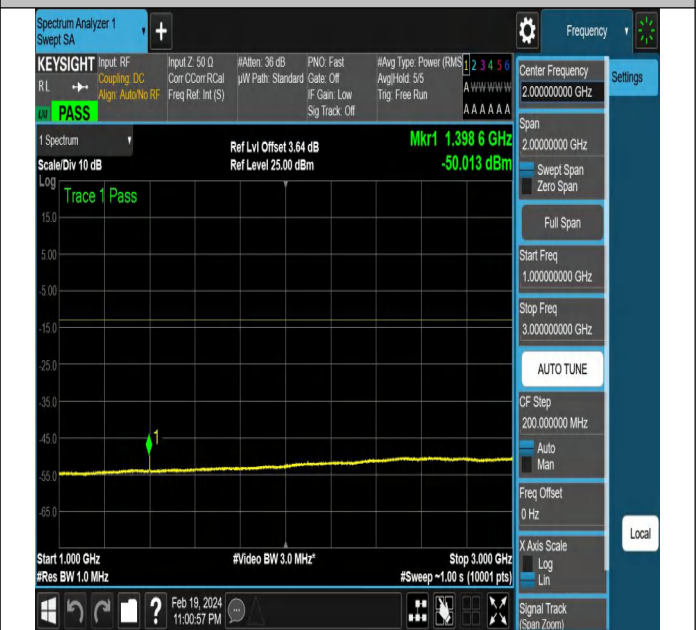 Spectrum Analyzer 1
Swept SA
+
Frequency
KEYSIGHT
RL
PASS
Input: RF
Coupling: DC
Align: Auto/No RF
Input Z: 50 Ω
Corr CCorr RCal
Freq Ref: Int (S)
#Atten: 36 dB
µW Path: Standard
PNO: Fast
Gate: Off
IF Gain: Low
Sig Track: Off
#Avg Type: Power (RMS
Avg|Hold: 5/5
Trig: Free Run
1 2 3 4 5 6
A W W W W W
A A A A A A
1 Spectrum
Scale/Div 10 dB
Log
Ref Lvl Offset 3.64 dB
Ref Level 25.00 dBm
Mkr1 1.398 6 GHz
-50.013 dBm
Trace 1 Pass
15.0
5.00
-5.00
-15.0
-25.0
-35.0
-45.0
-55.0
-65.0
1
Start 1.000 GHz
#Res BW 1.0 MHz
#Video BW 3.0 MHz*
Stop 3.000 GHz
#Sweep ~1.00 s (10001 pts)
Feb 19, 2024
11:00:57 PM
?
Center Frequency
2.000000000 GHz
Settings
Span
2.00000000 GHz
Swept Span
Zero Span
Full Span
Start Freq
1.000000000 GHz
Stop Freq
3.000000000 GHz
AUTO TUNE
CF Step
200.000000 MHz
Auto
Man
Freq Offset
0 Hz
X Axis Scale
Log
Lin
Local
Signal Track
(Span Zoom)